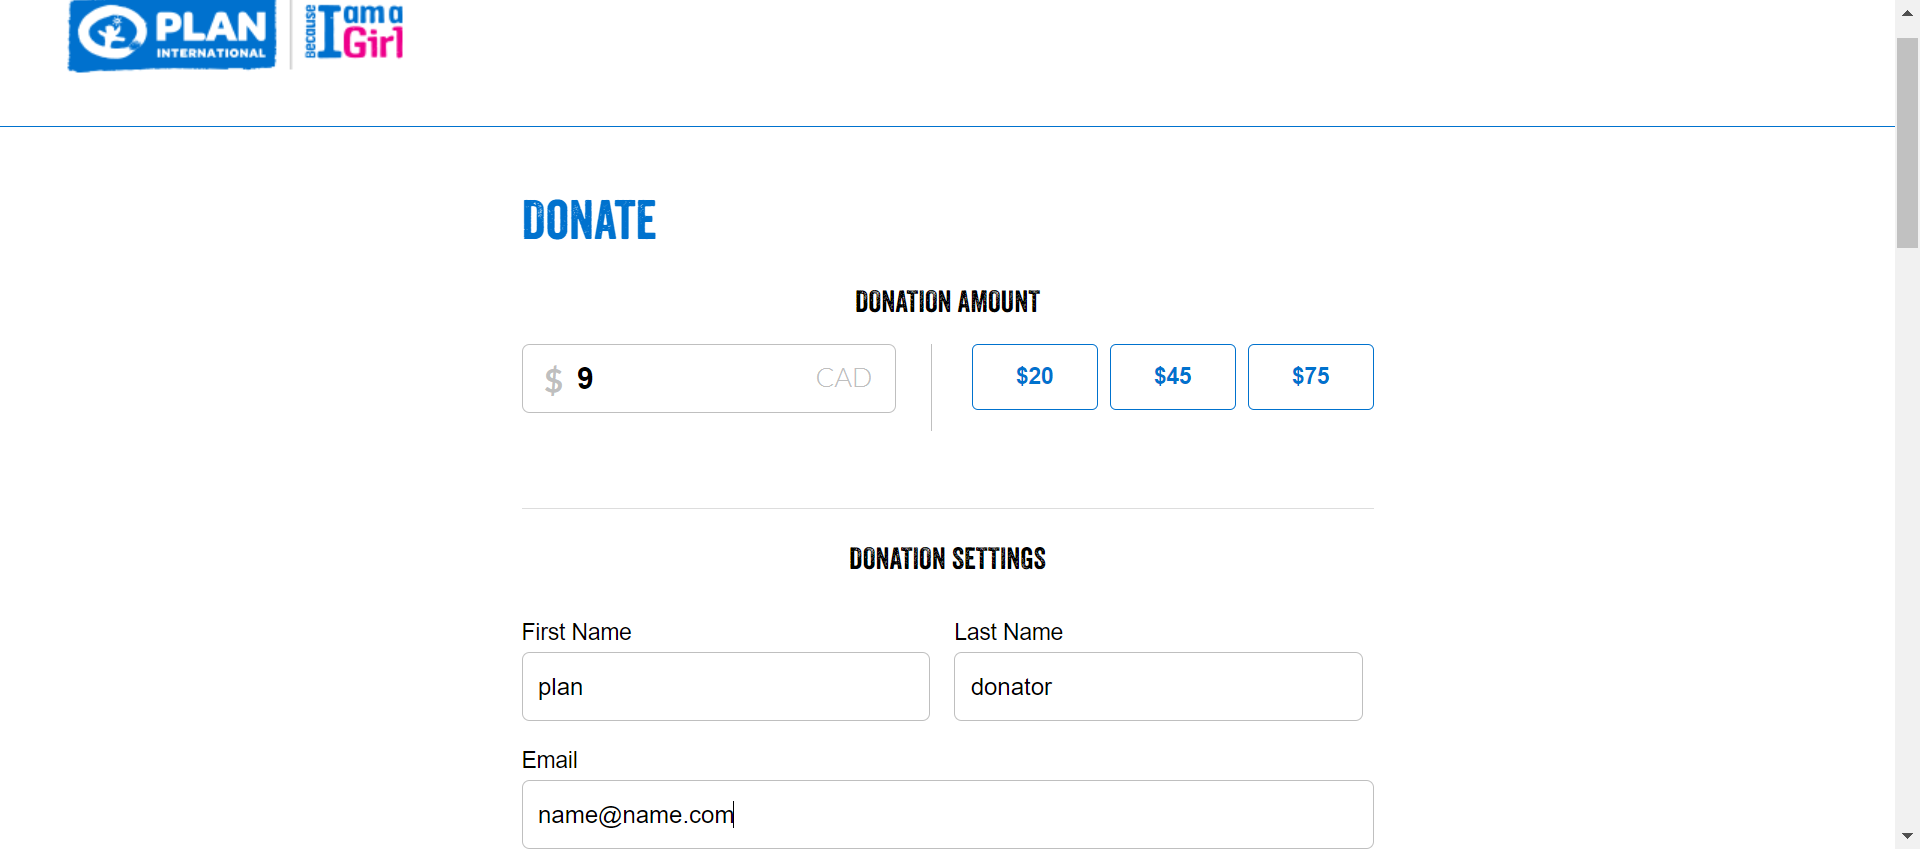 PLAN
INTERNATIONAL
Because I am a Girl
DONATE
DONATION AMOUNT
$ 9 CAD
$20 $45 $75
DONATION SETTINGS
First Name Last Name
plan donator
Email
name@name.com